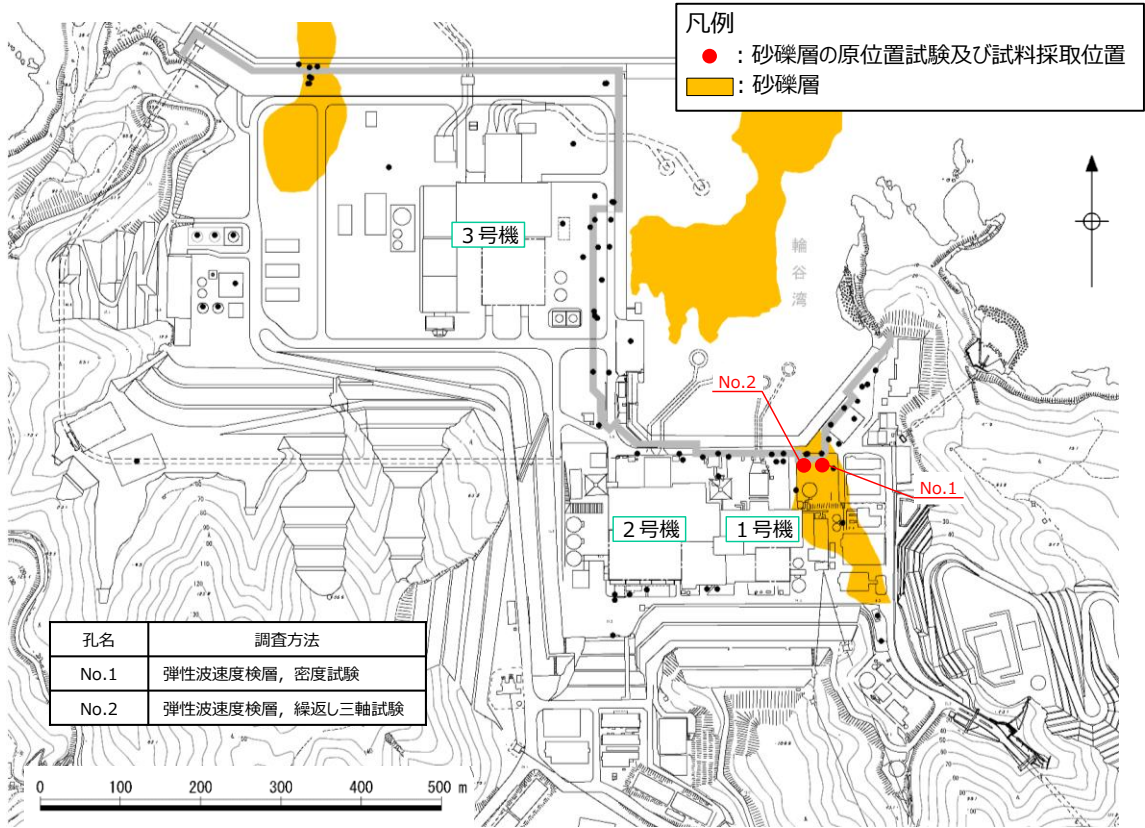 凡例
●：砂礫層の原位置試験及び試料採取位置
：砂礫層
3号機
輪谷湾
No.2
No.1
2号機
1号機
孔名 調査方法
No.1 弾性波速度検層，密度試験
No.2 弾性波速度検層，繰返し三軸試験
0 100 200 300 400 500 m